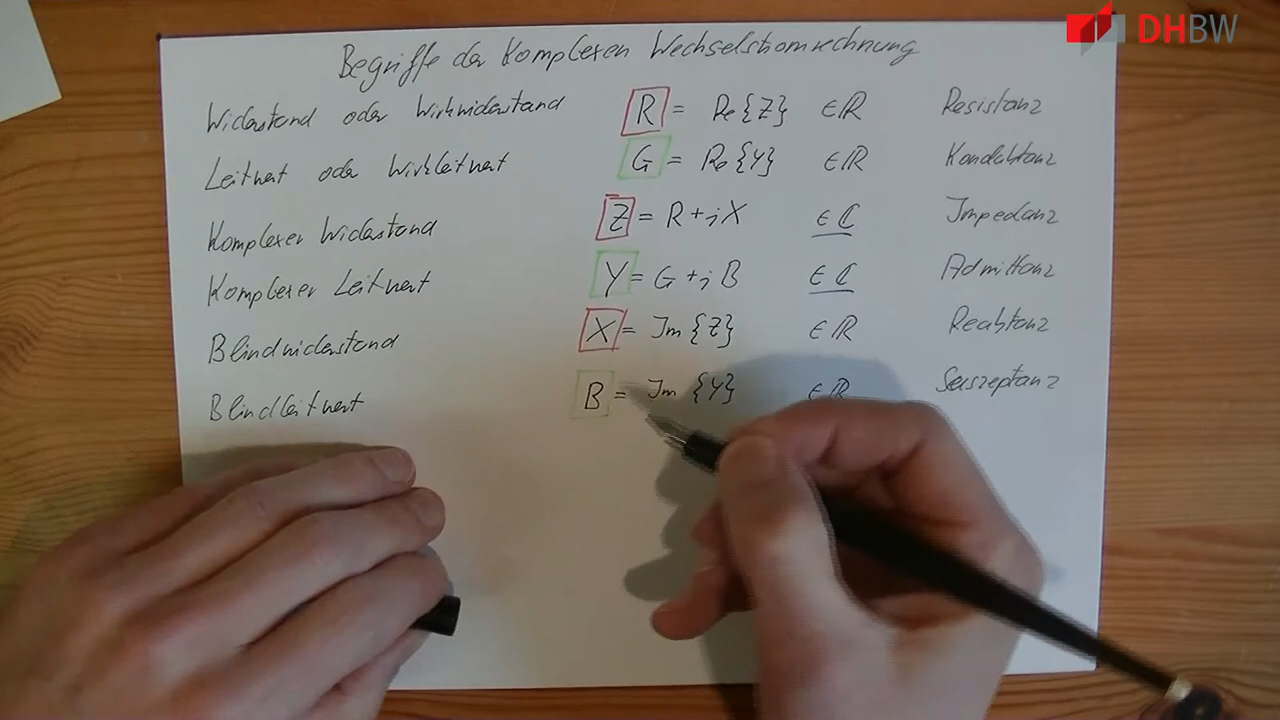 DHBW
Begriffe der Komplexen Wechselstromrechnung
Widerstand oder Wirkwiderstand R = Re{Z} ∈ℝ Resistanz
Leitwert oder Wirkleitwert G = Re{Y} ∈ℝ Konduktanz
Komplexer Widerstand Z = R + jX ∈ ℂ Impedanz
Komplexer Leitwert Y = G + jB ∈ ℂ Admittanz
Blindwiderstand X = Im{Z} ∈ℝ Reaktanz
Blindleitwert B = Im{Y} ∈ℝ Suszeptanz